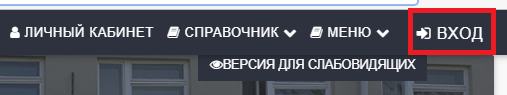 ЛИЧНЫЙ КАБИНЕТ СПРАВОЧНИК МЕНЮ ВХОД
ВЕРСИЯ ДЛЯ СЛАБОВИДЯЩИХ